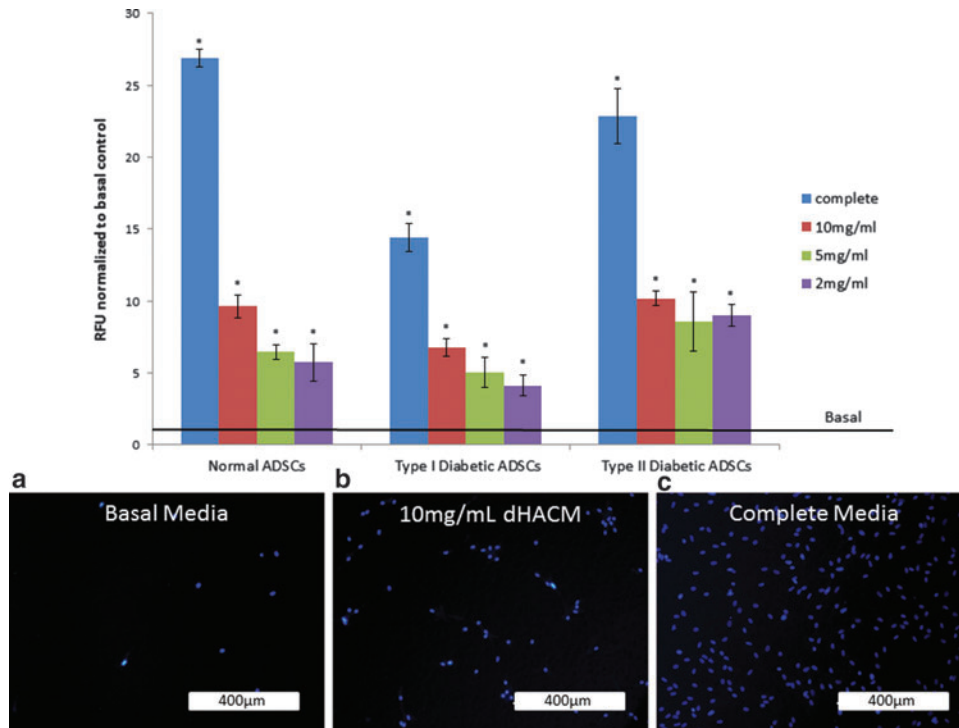 30
25
20
15
10
5
0
RFU normalized to basal control
*
*
*
*
*
*
*
*
*
*
*
*
complete
10mg/ml
5mg/ml
2mg/ml
Basal
Normal ADSCs
Type I Diabetic ADSCs
Type II Diabetic ADSCs
a
Basal Media
400µm
b
10mg/mL dHACM
400µm
c
Complete Media
400µm